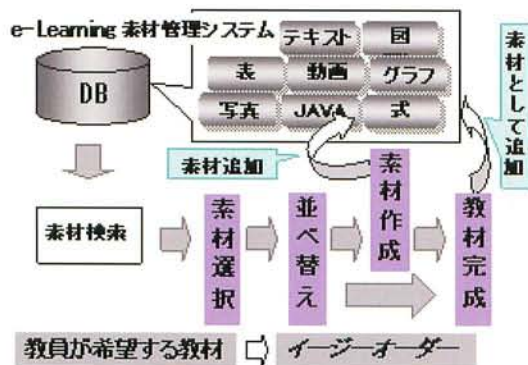 e-Learning 素材管理システム
DB
テキスト
図
表
動画
グラフ
写真
JAVA
式
素材として追加
素材追加
素材検索
素材選択
並べ替え
素材作成
教材完成
教員が希望する教材
イージーオーダー